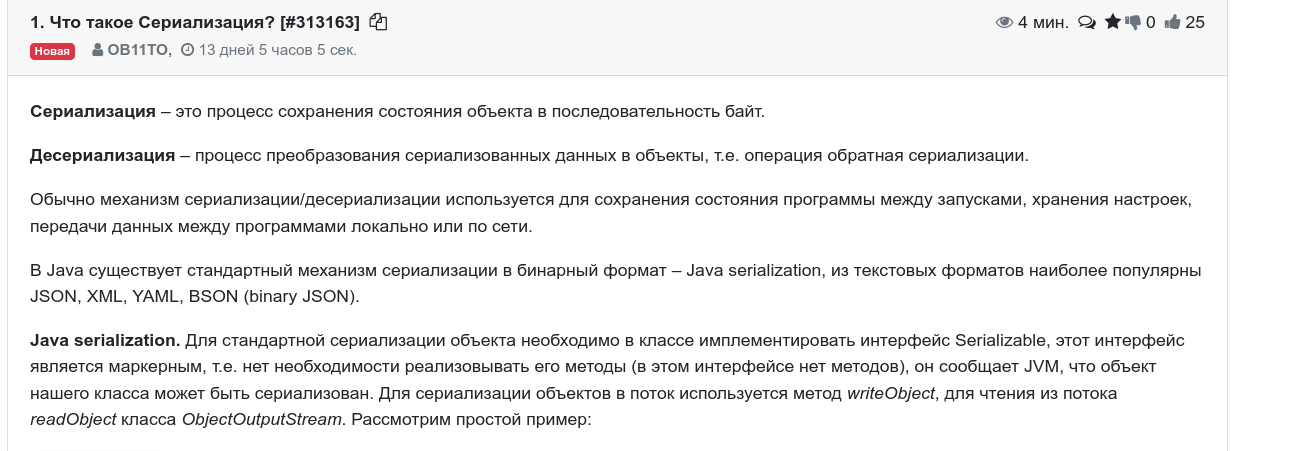 1. Что такое Сериализация? [#313163] 4 мин. 0 25
Новая OB11TO, 13 дней 5 часов 5 сек.
Сериализация – это процесс сохранения состояния объекта в последовательность байт.
Десериализация – процесс преобразования сериализованных данных в объекты, т.е. операция обратная сериализации.
Обычно механизм сериализации/десериализации используется для сохранения состояния программы между запусками, хранения настроек,
передачи данных между программами локально или по сети.
В Java существует стандартный механизм сериализации в бинарный формат – Java serialization, из текстовых форматов наиболее популярны
JSON, XML, YAML, BSON (binary JSON).
Java serialization. Для стандартной сериализации объекта необходимо в классе имплементировать интерфейс Serializable, этот интерфейс
является маркерным, т.е. нет необходимости реализовывать его методы (в этом интерфейсе нет методов), он сообщает JVM, что объект
нашего класса может быть сериализован. Для сериализации объектов в поток используется метод writeObject, для чтения из потока
readObject класса ObjectOutputStream. Рассмотрим простой пример: